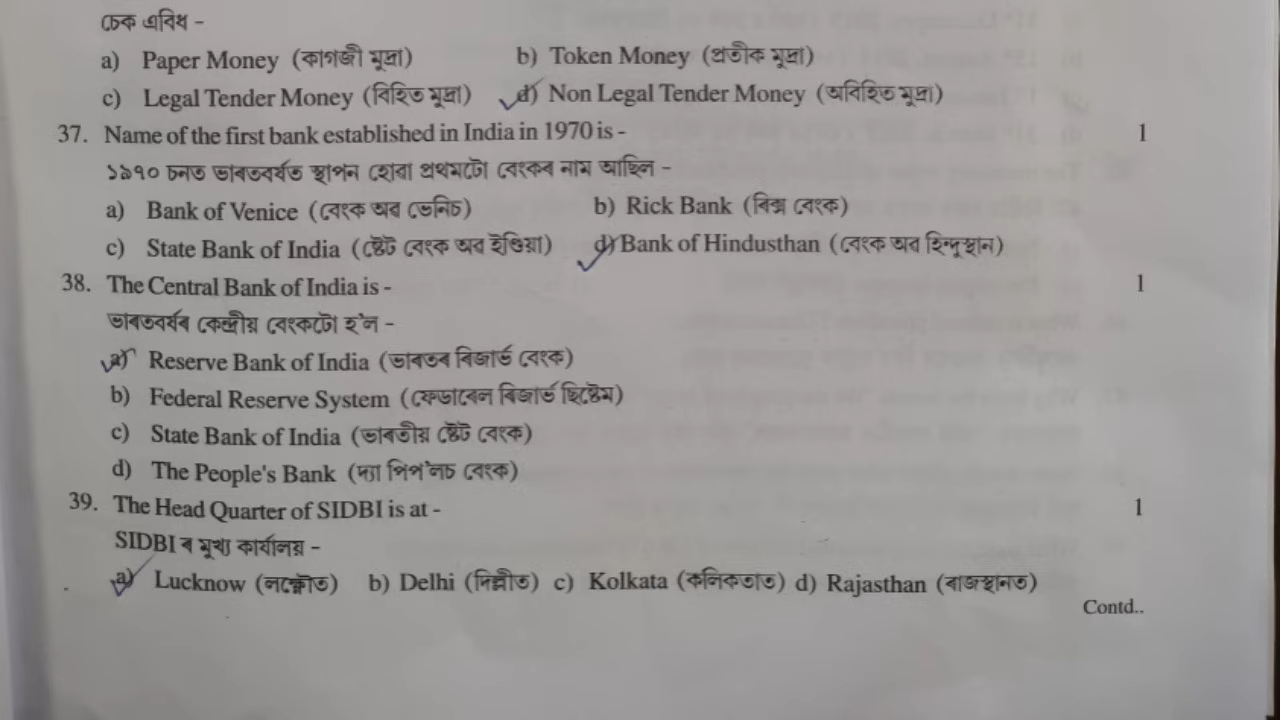 চেক এবিধ -
a) Paper Money (কাগজী মূদ্ৰা) b) Token Money (প্ৰতীক মূদ্ৰা)
c) Legal Tender Money (বিহিত মূদ্ৰা) d) Non Legal Tender Money (অবিহিত মূদ্ৰা)
37. Name of the first bank established in India in 1970 is - 1
১৯৭০ চনত ভাৰতবৰ্ষত স্থাপন হোৱা প্ৰথমটো বেংকৰ নাম আছিল -
a) Bank of Venice (বেংক অব ভেনিচ) b) Rick Bank (ৰিক্স বেংক)
c) State Bank of India (ষ্টেট বেংক অব ইণ্ডিয়া) d) Bank of Hindusthan (বেংক অব হিন্দুস্থান)
38. The Central Bank of India is - 1
ভাৰতবৰ্ষৰ কেন্দ্ৰীয় বেংকটো হ'ল -
a) Reserve Bank of India (ভাৰতৰ ৰিজাৰ্ভ বেংক)
b) Federal Reserve System (ফেডাৰেল ৰিজাৰ্ভ ছিষ্টেম)
c) State Bank of India (ভাৰতীয় ষ্টেট বেংক)
d) The People's Bank (দ্যা পিপ'লচ বেংক)
39. The Head Quarter of SIDBI is at - 1
SIDBI ৰ মূখ্য কাৰ্যালয় -
a) Lucknow (লক্ষ্ণৌত) b) Delhi (দিল্লীত) c) Kolkata (কলিকতাত) d) Rajasthan (ৰাজস্থানত)
Contd..